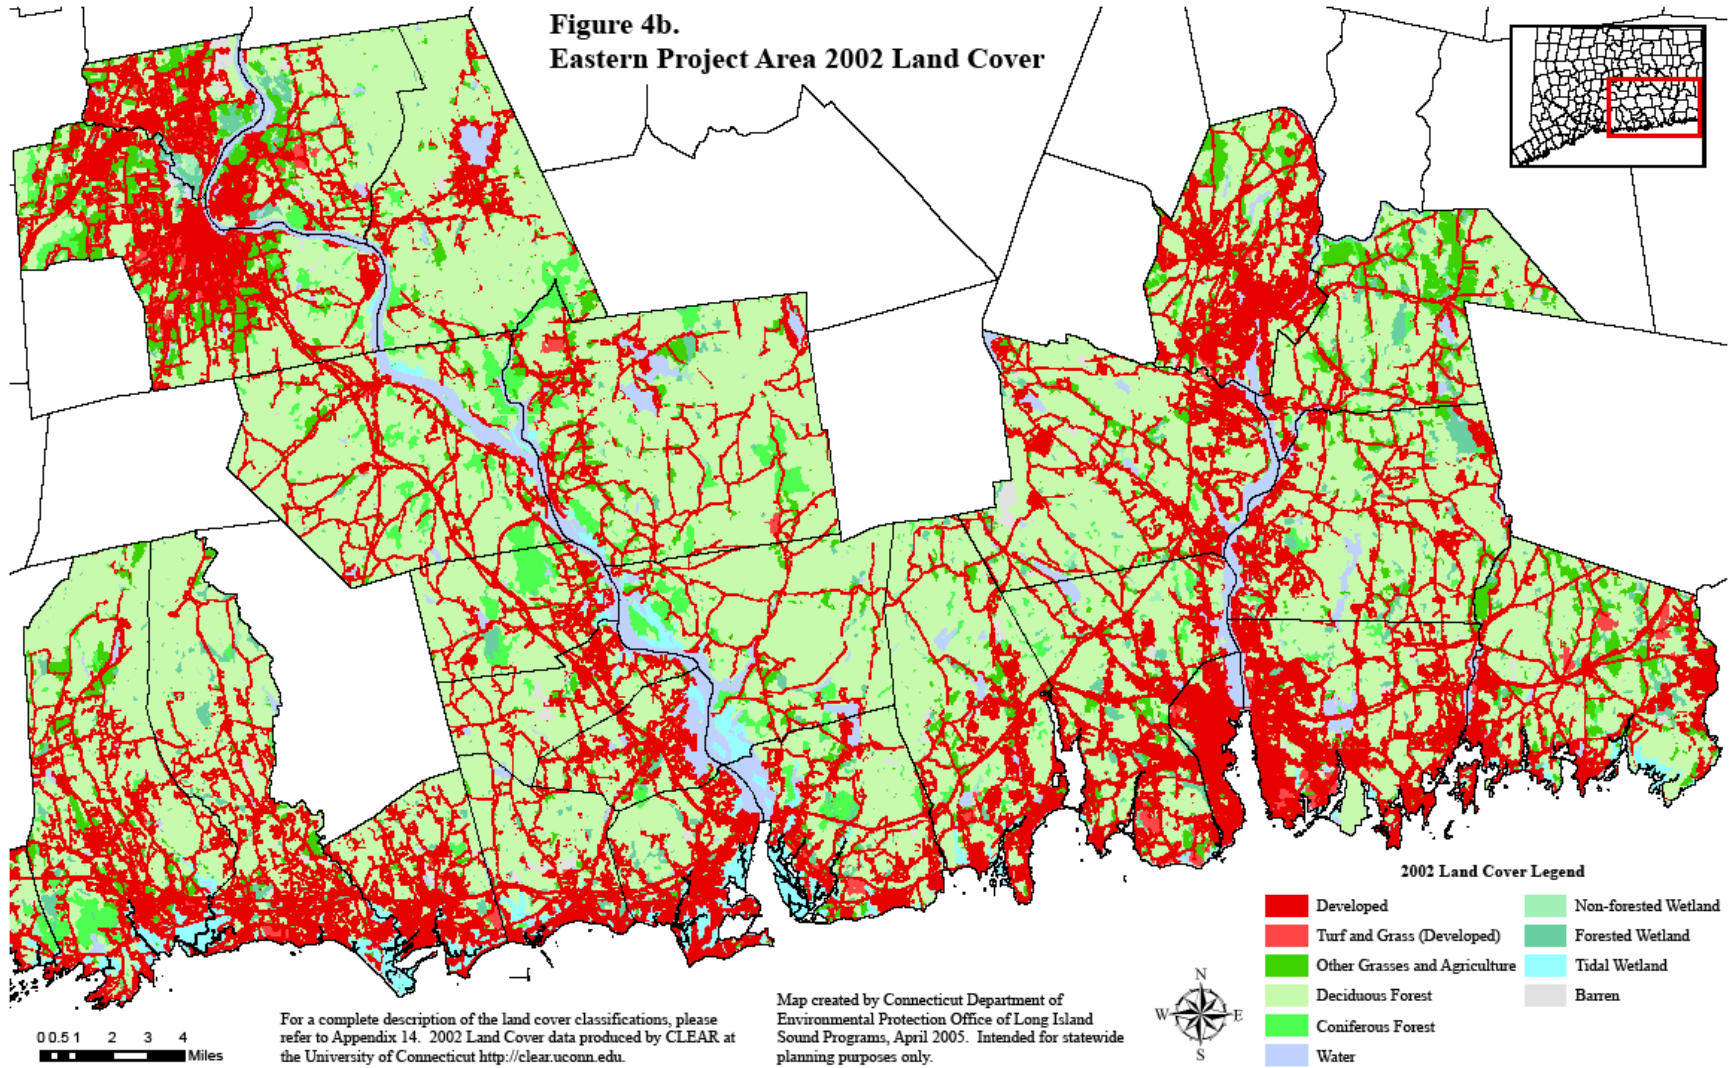 Figure 4b.
Eastern Project Area 2002 Land Cover
2002 Land Cover Legend
Developed
Turf and Grass (Developed)
Other Grasses and Agriculture
Deciduous Forest
Coniferous Forest
Water
Non-forested Wetland
Forested Wetland
Tidal Wetland
Barren
N
W E
S
0 0.5 1 2 3 4
Miles
For a complete description of the land cover classifications, please
refer to Appendix 14. 2002 Land Cover data produced by CLEAR at
the University of Connecticut http://clear.uconn.edu.
Map created by Connecticut Department of
Environmental Protection Office of Long Island
Sound Programs, April 2005. Intended for statewide
planning purposes only.